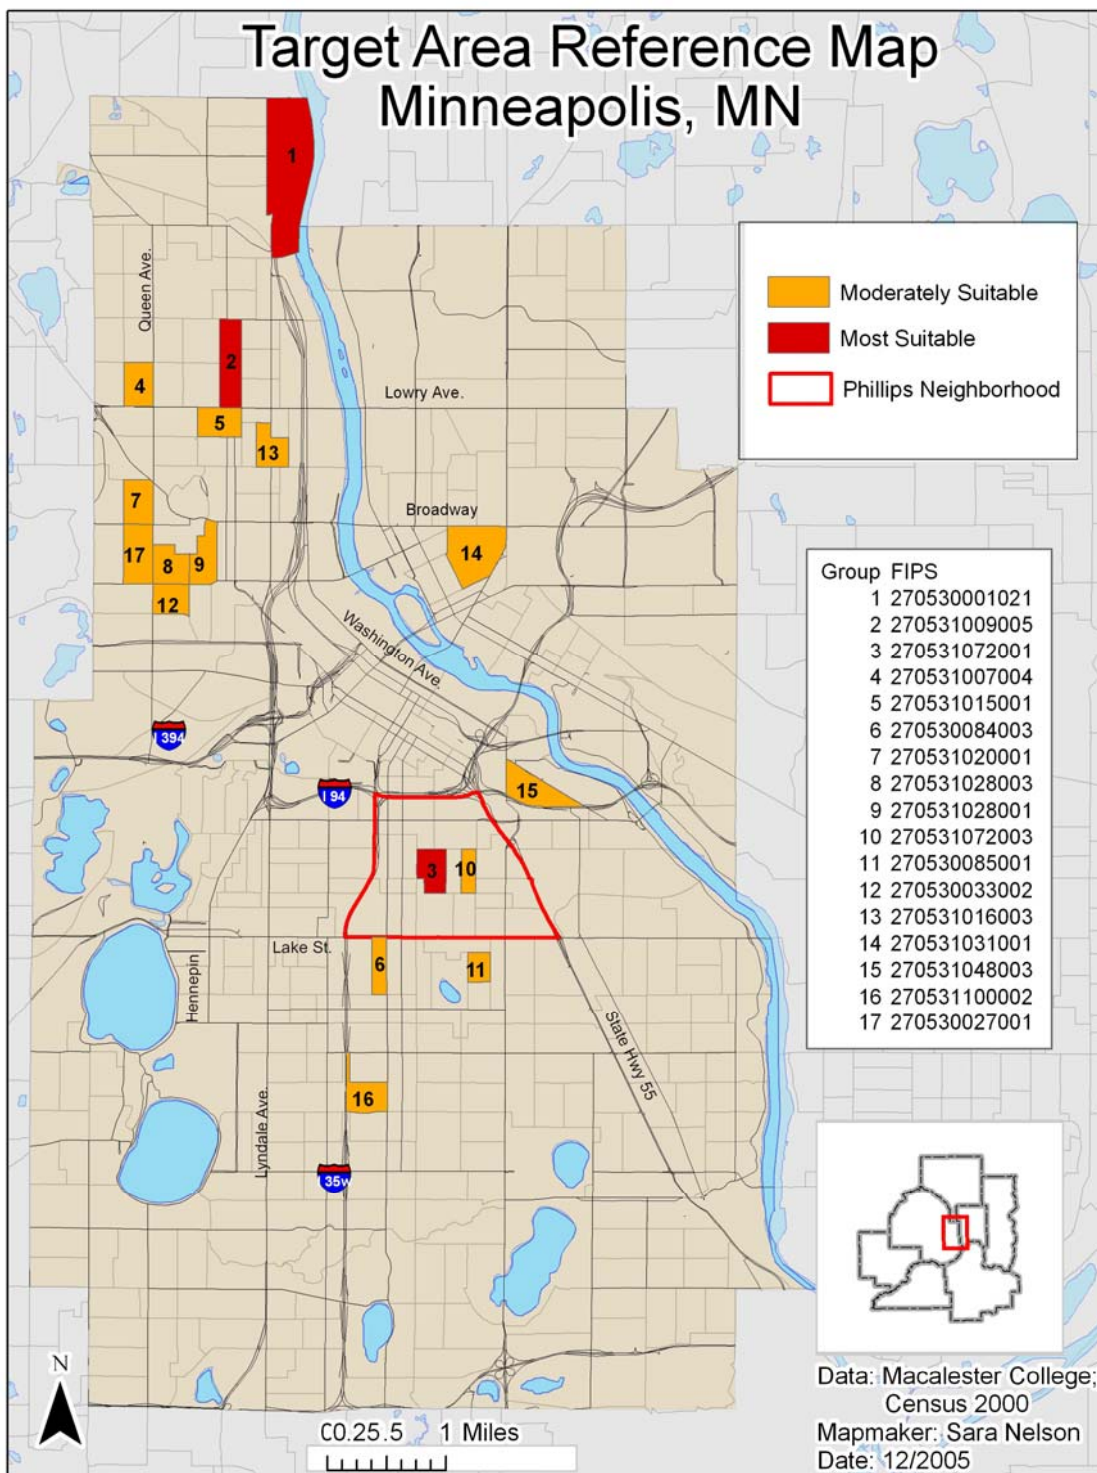 Target Area Reference Map
Minneapolis, MN
1
Queen Ave.
Moderately Suitable
Most Suitable
Phillips Neighborhood
2
4
Lowry Ave.
5
13
7
Broadway
17
8
9
14
12
Washington Ave.
Group FIPS
1 270530001021
2 270531009005
3 270531072001
4 270531007004
5 270531015001
6 270530084003
7 270531020001
8 270531028003
9 270531028001
10 270531072003
11 270530085001
12 270530033002
13 270531016003
14 270531031001
15 270531048003
16 270531100002
17 270530027001
I 394
I 94
15
3
10
Lake St.
Hennepin
6
11
State Hwy 55
16
Lyndale Ave.
35w
N
C0.25.5 1 Miles
Data: Macalester College;
Census 2000
Mapmaker: Sara Nelson
Date: 12/2005